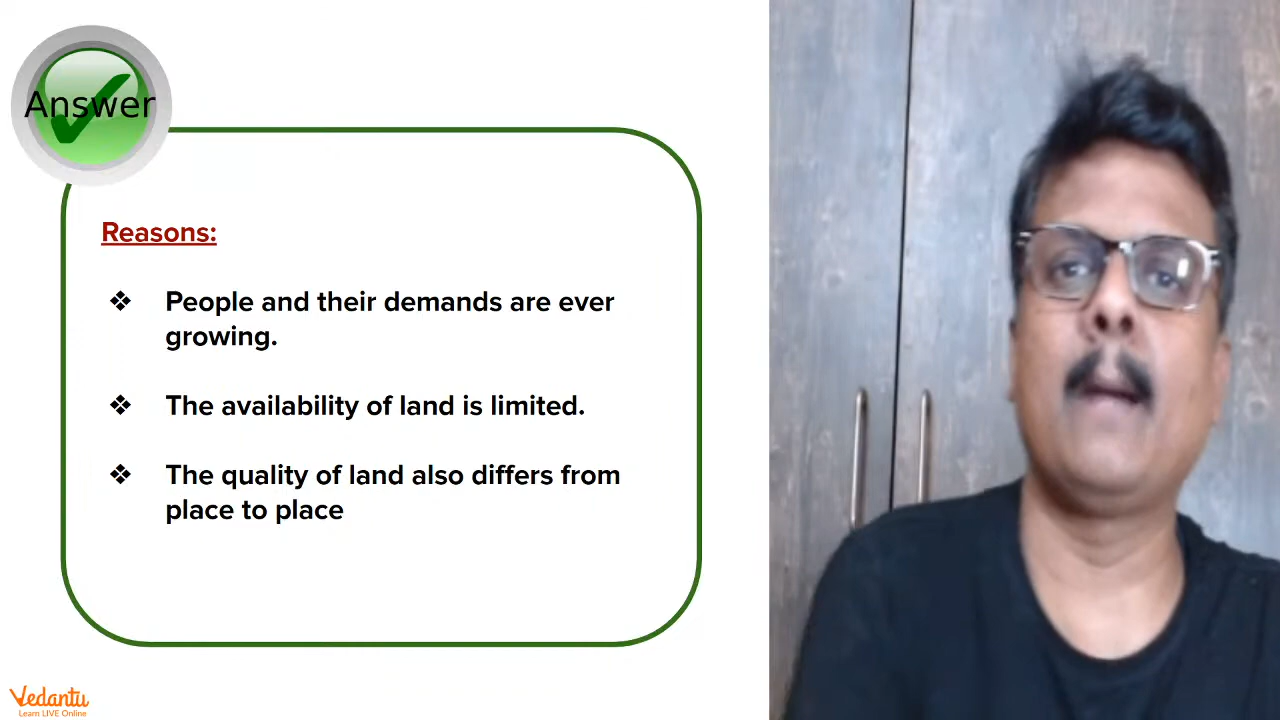 Answer
Reasons:
❖ People and their demands are ever
growing.
❖ The availability of land is limited.
❖ The quality of land also differs from
place to place
Vedantu
Learn LIVE Online